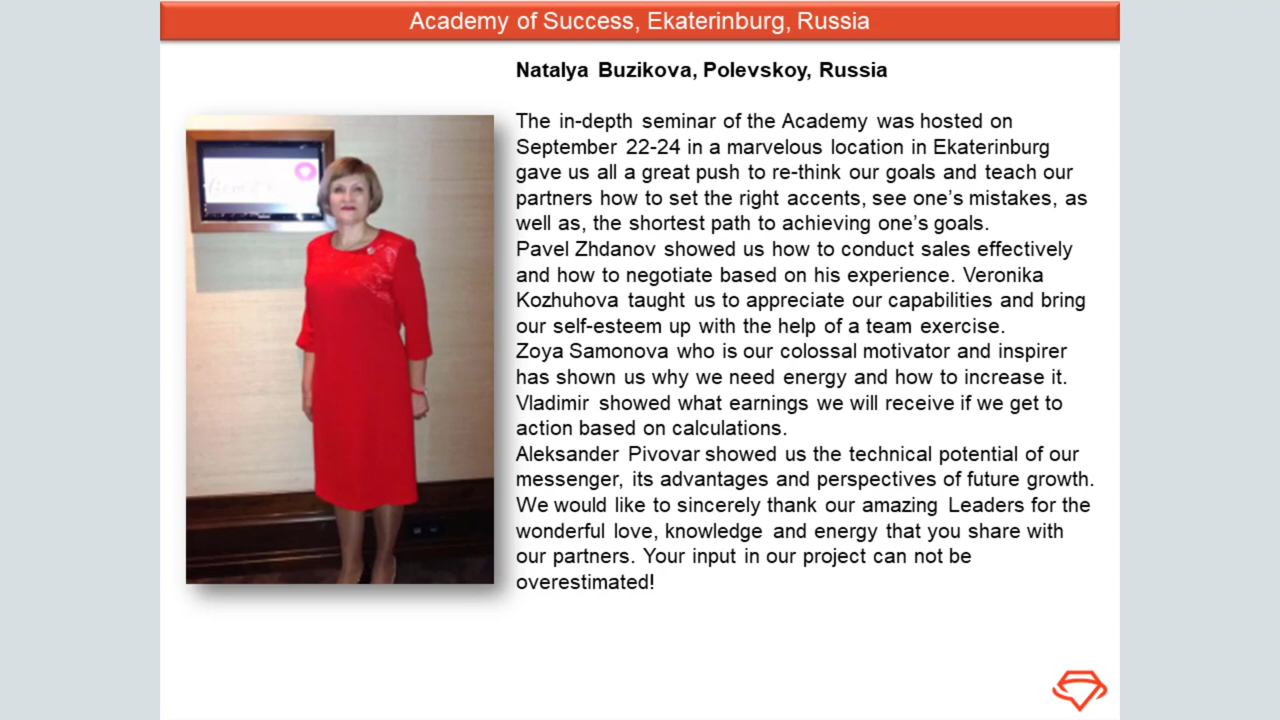 Academy of Success, Ekaterinburg, Russia
Natalya Buzikova, Polevskoy, Russia
The in-depth seminar of the Academy was hosted on
September 22-24 in a marvelous location in Ekaterinburg
gave us all a great push to re-think our goals and teach our
partners how to set the right accents, see one's mistakes, as
well as, the shortest path to achieving one's goals.
Pavel Zhdanov showed us how to conduct sales effectively
and how to negotiate based on his experience. Veronika
Kozhuhova taught us to appreciate our capabilities and bring
our self-esteem up with the help of a team exercise.
Zoya Samonova who is our colossal motivator and inspirer
has shown us why we need energy and how to increase it.
Vladimir showed what earnings we will receive if we get to
action based on calculations.
Aleksander Pivovar showed us the technical potential of our
messenger, its advantages and perspectives of future growth.
We would like to sincerely thank our amazing Leaders for the
wonderful love, knowledge and energy that you share with
our partners. Your input in our project can not be
overestimated!